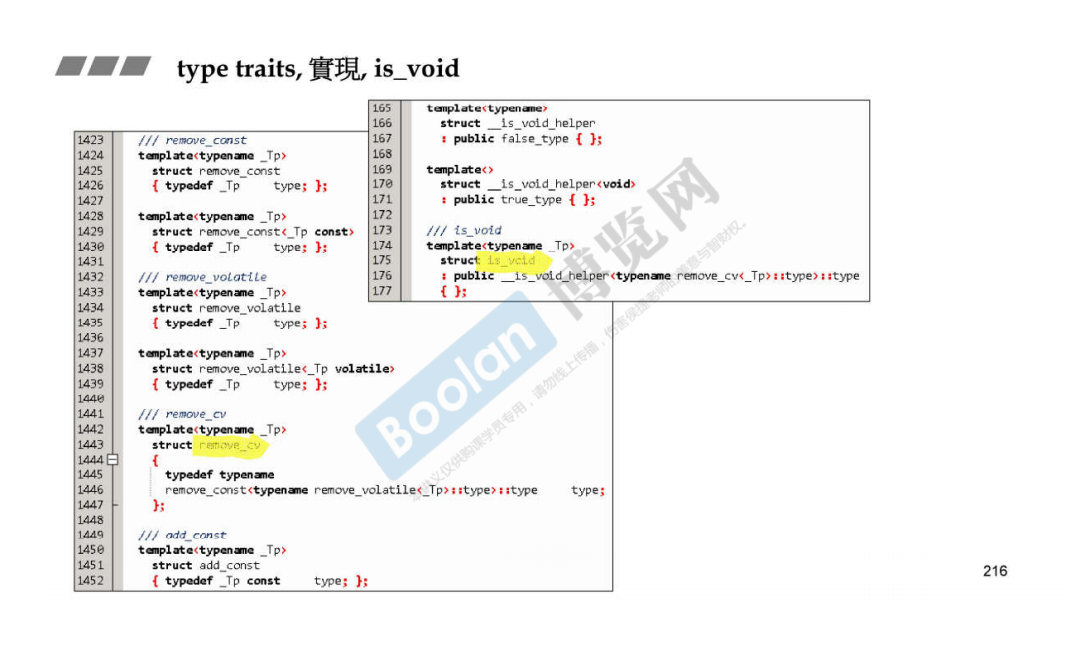 type traits, 實現, is_void
165 template<typename>
166 struct __is_void_helper
167 : public false_type { };
168
169 template<>
170 struct __is_void_helper<void>
171 : public true_type { };
172
173 /// is_void
174 template<typename _Tp>
175 struct is_void
176 : public __is_void_helper<typename remove_cv<_Tp>::type>::type
177 { };
1423 /// remove_const
1424 template<typename _Tp>
1425 struct remove_const
1426 { typedef _Tp type; };
1427
1428 template<typename _Tp>
1429 struct remove_const<_Tp const>
1430 { typedef _Tp type; };
1431
1432 /// remove_volatile
1433 template<typename _Tp>
1434 struct remove_volatile
1435 { typedef _Tp type; };
1436
1437 template<typename _Tp>
1438 struct remove_volatile<_Tp volatile>
1439 { typedef _Tp type; };
1440
1441 /// remove_cv
1442 template<typename _Tp>
1443 struct remove_cv
1444 {
1445 typedef typename
1446 remove_const<typename remove_volatile<_Tp>::type>::type type;
1447 };
1448
1449 /// add_const
1450 template<typename _Tp>
1451 struct add_const
1452 { typedef _Tp const type; };
Boolan 博览网
216